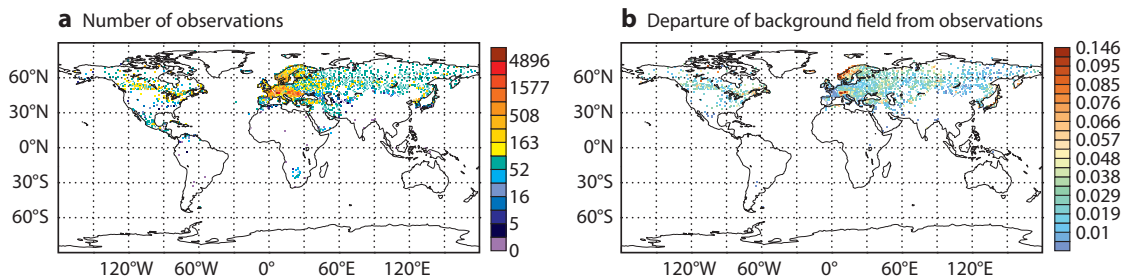 a Number of observations
b Departure of background field from observations
60°N
30°N
0°N
30°S
60°S
120°W 60°W 0° 60°E 120°E
4896
1577
508
163
52
16
5
0
60°N
30°N
0°N
30°S
60°S
120°W 60°W 0° 60°E 120°E
0.146
0.095
0.085
0.076
0.066
0.057
0.048
0.038
0.029
0.019
0.01